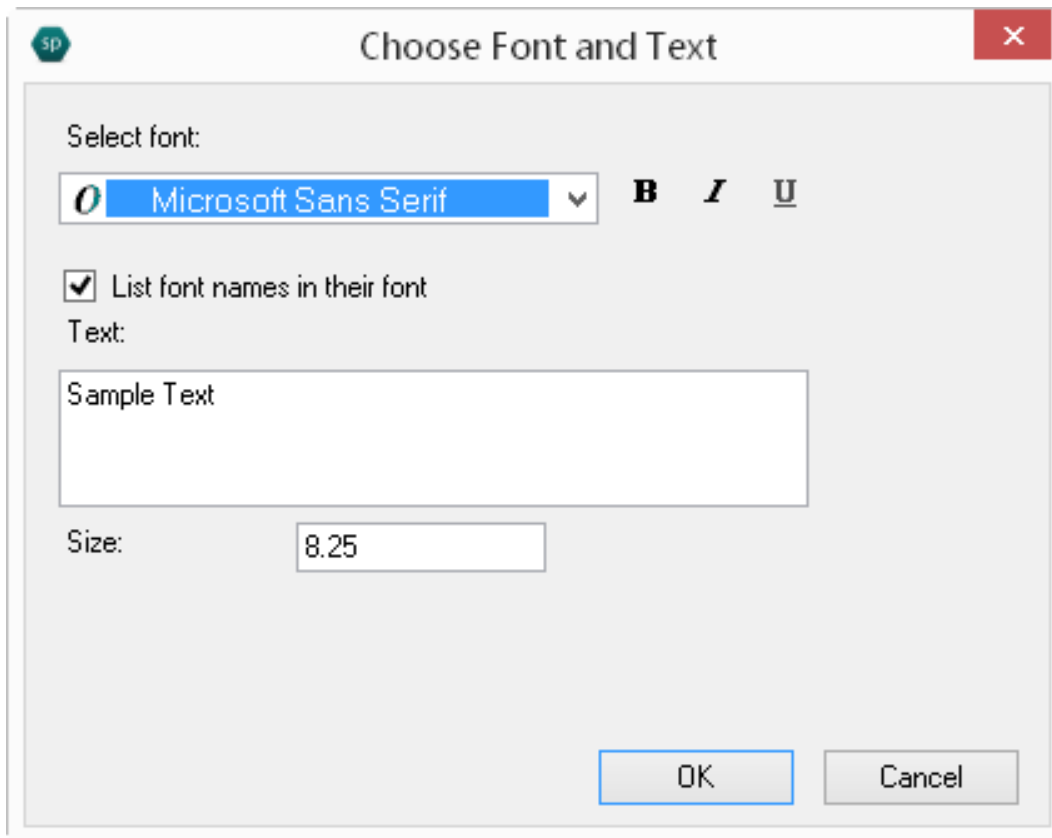 sp
Choose Font and Text
Select font:
O Microsoft Sans Serif B I U
List font names in their font
Text:
Sample Text
Size: 8.25
OK Cancel